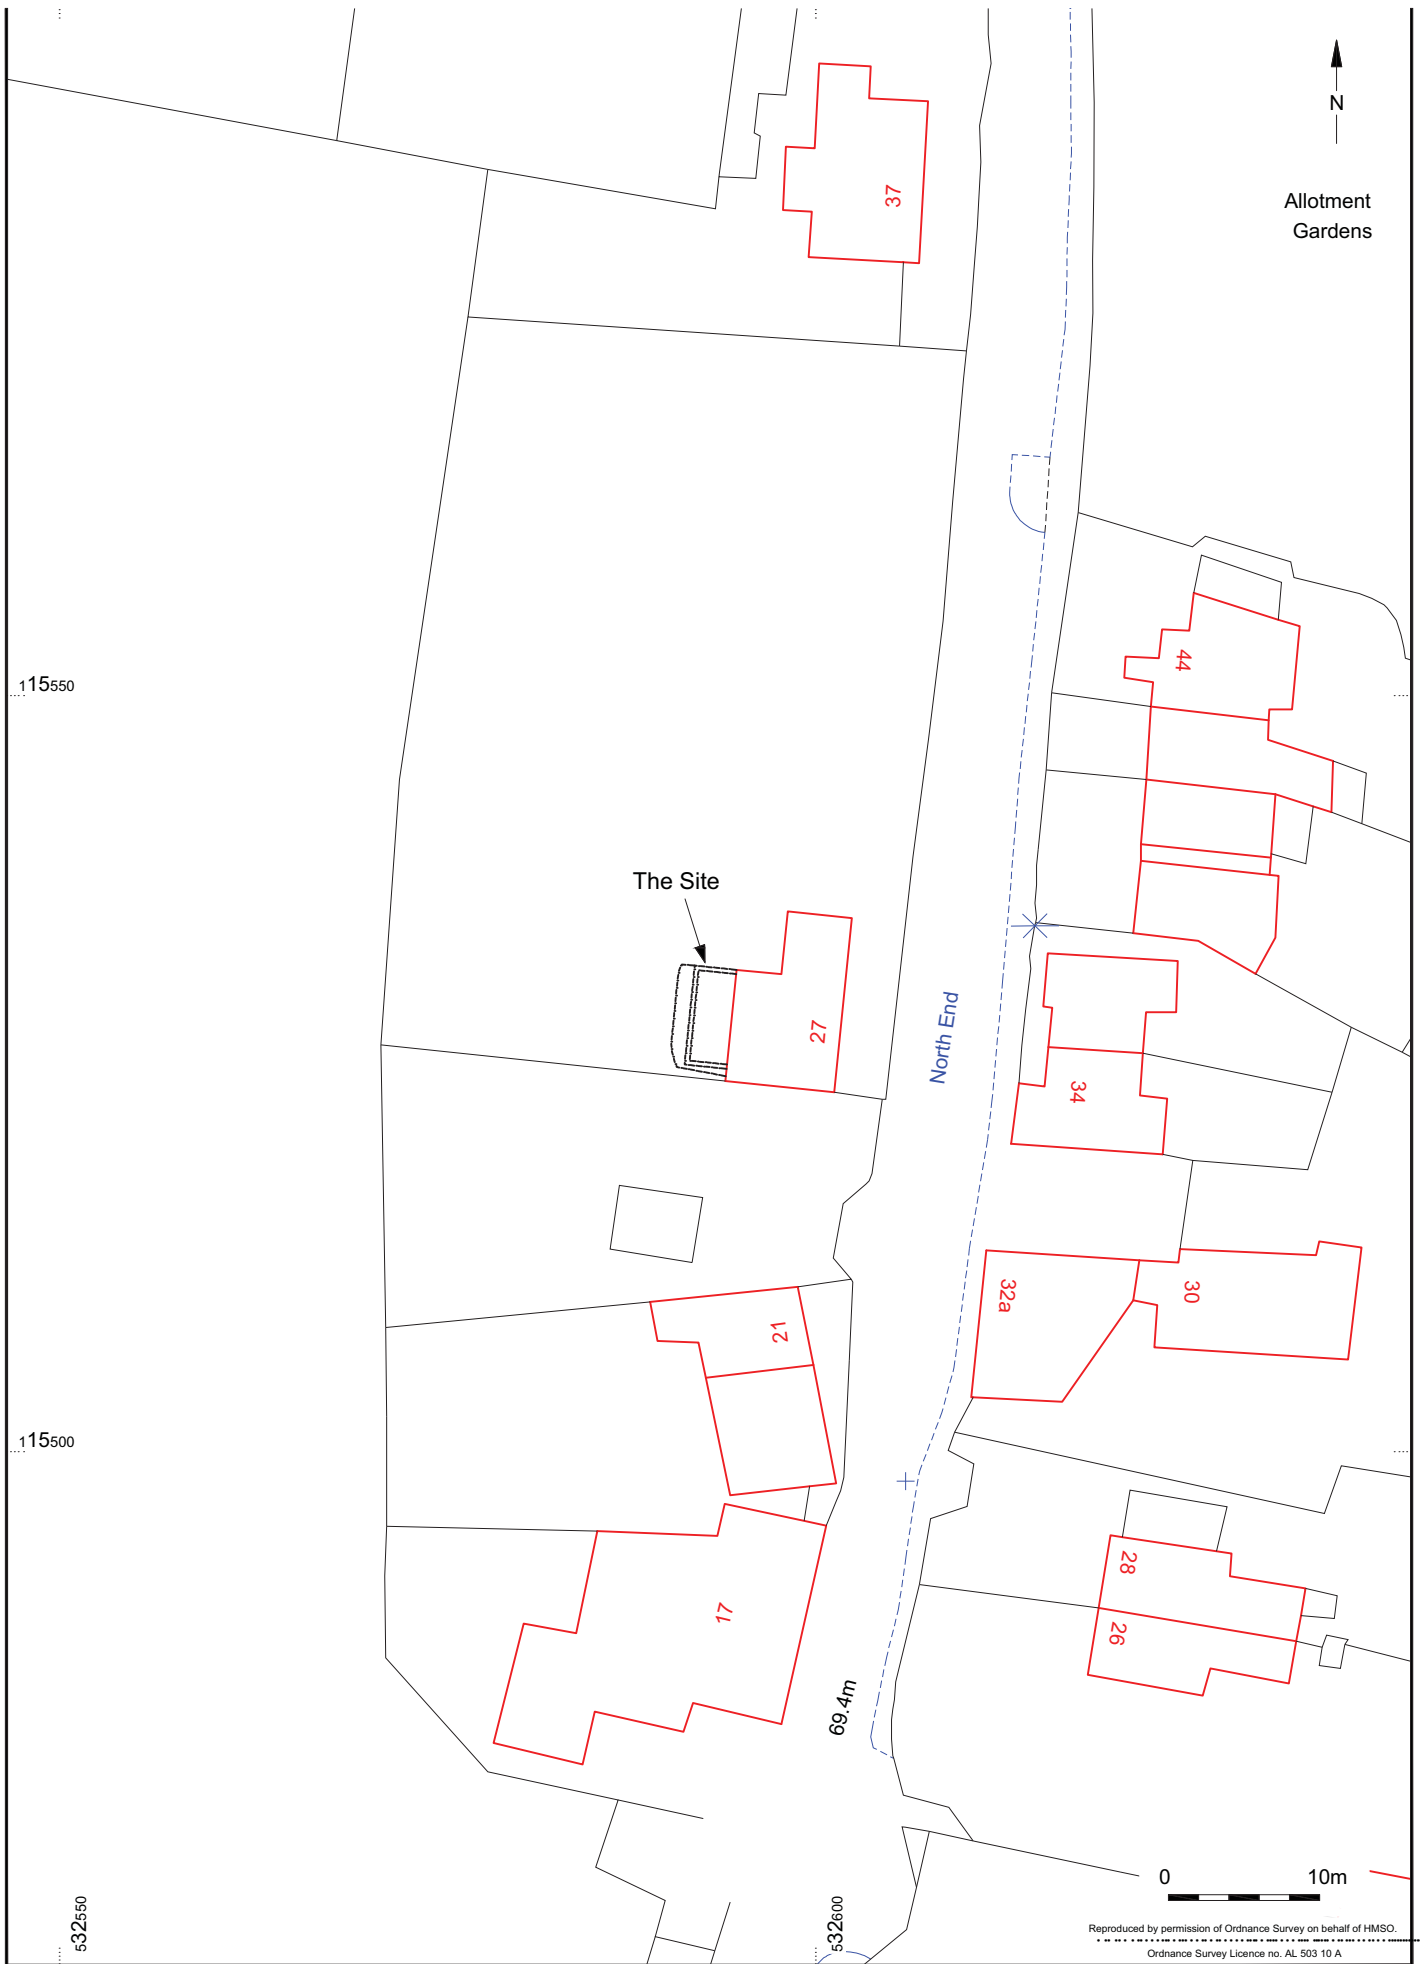 N
Allotment
Gardens
37
44
115550
The Site
27
North End
34
32a
30
21
115500
28
26
17
69.4m
0 10m
532550
532600
Reproduced by permission of Ordnance Survey on behalf of HMSO.
Ordnance Survey Licence no. AL 503 10 A